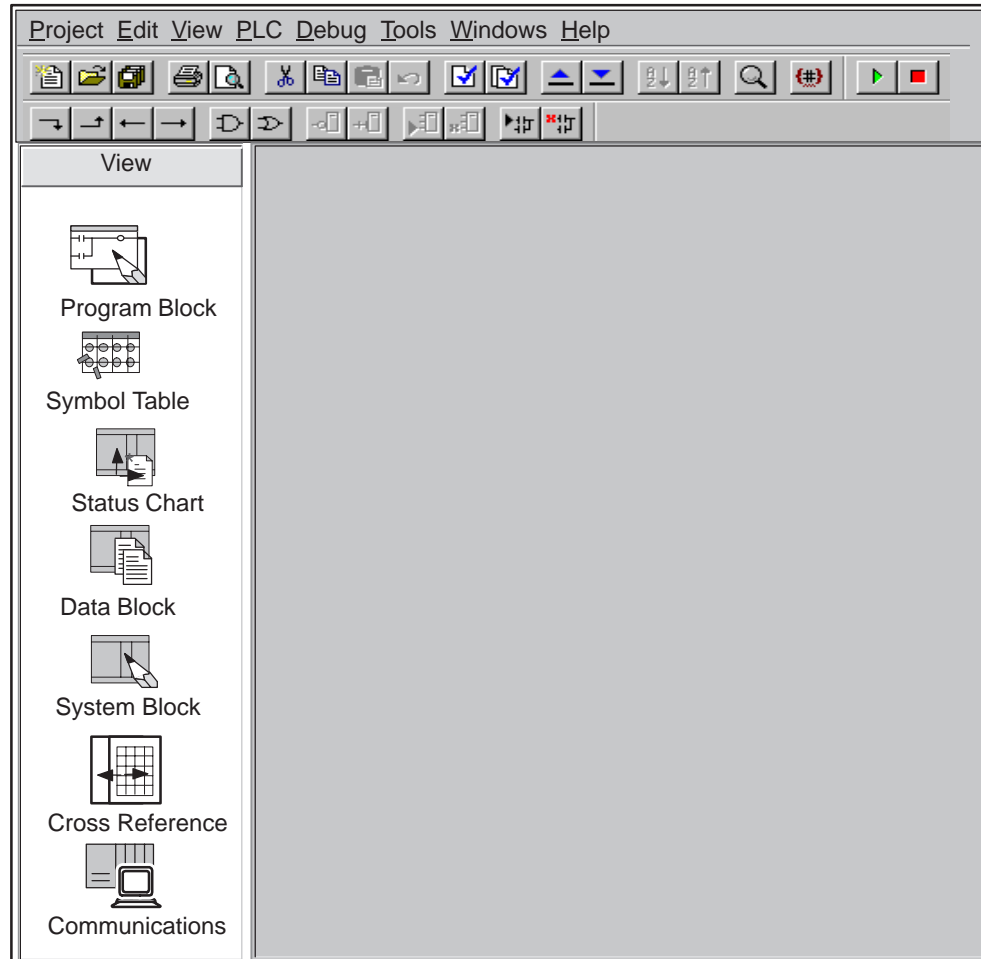 Project Edit View PLC Debug Tools Windows Help
View
Program Block
Symbol Table
Status Chart
Data Block
System Block
Cross Reference
Communications